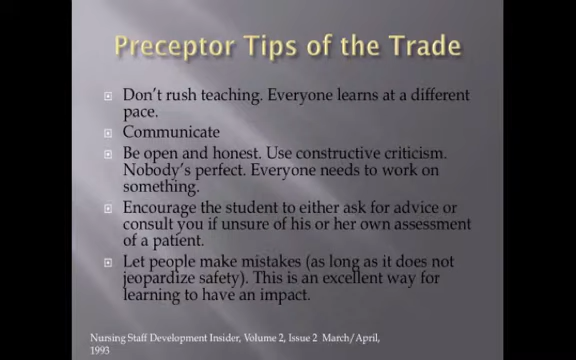 Preceptor Tips of the Trade
Don't rush teaching. Everyone learns at a different
pace.
Communicate
Be open and honest. Use constructive criticism.
Nobody's perfect. Everyone needs to work on
something.
Encourage the student to either ask for advice or
consult you if unsure of his or her own assessment
of a patient.
Let people make mistakes (as long as it does not
jeopardize safety). This is an excellent way for
learning to have an impact.
Nursing Staff Development Insider, Volume 2, Issue 2 March/April,
1993